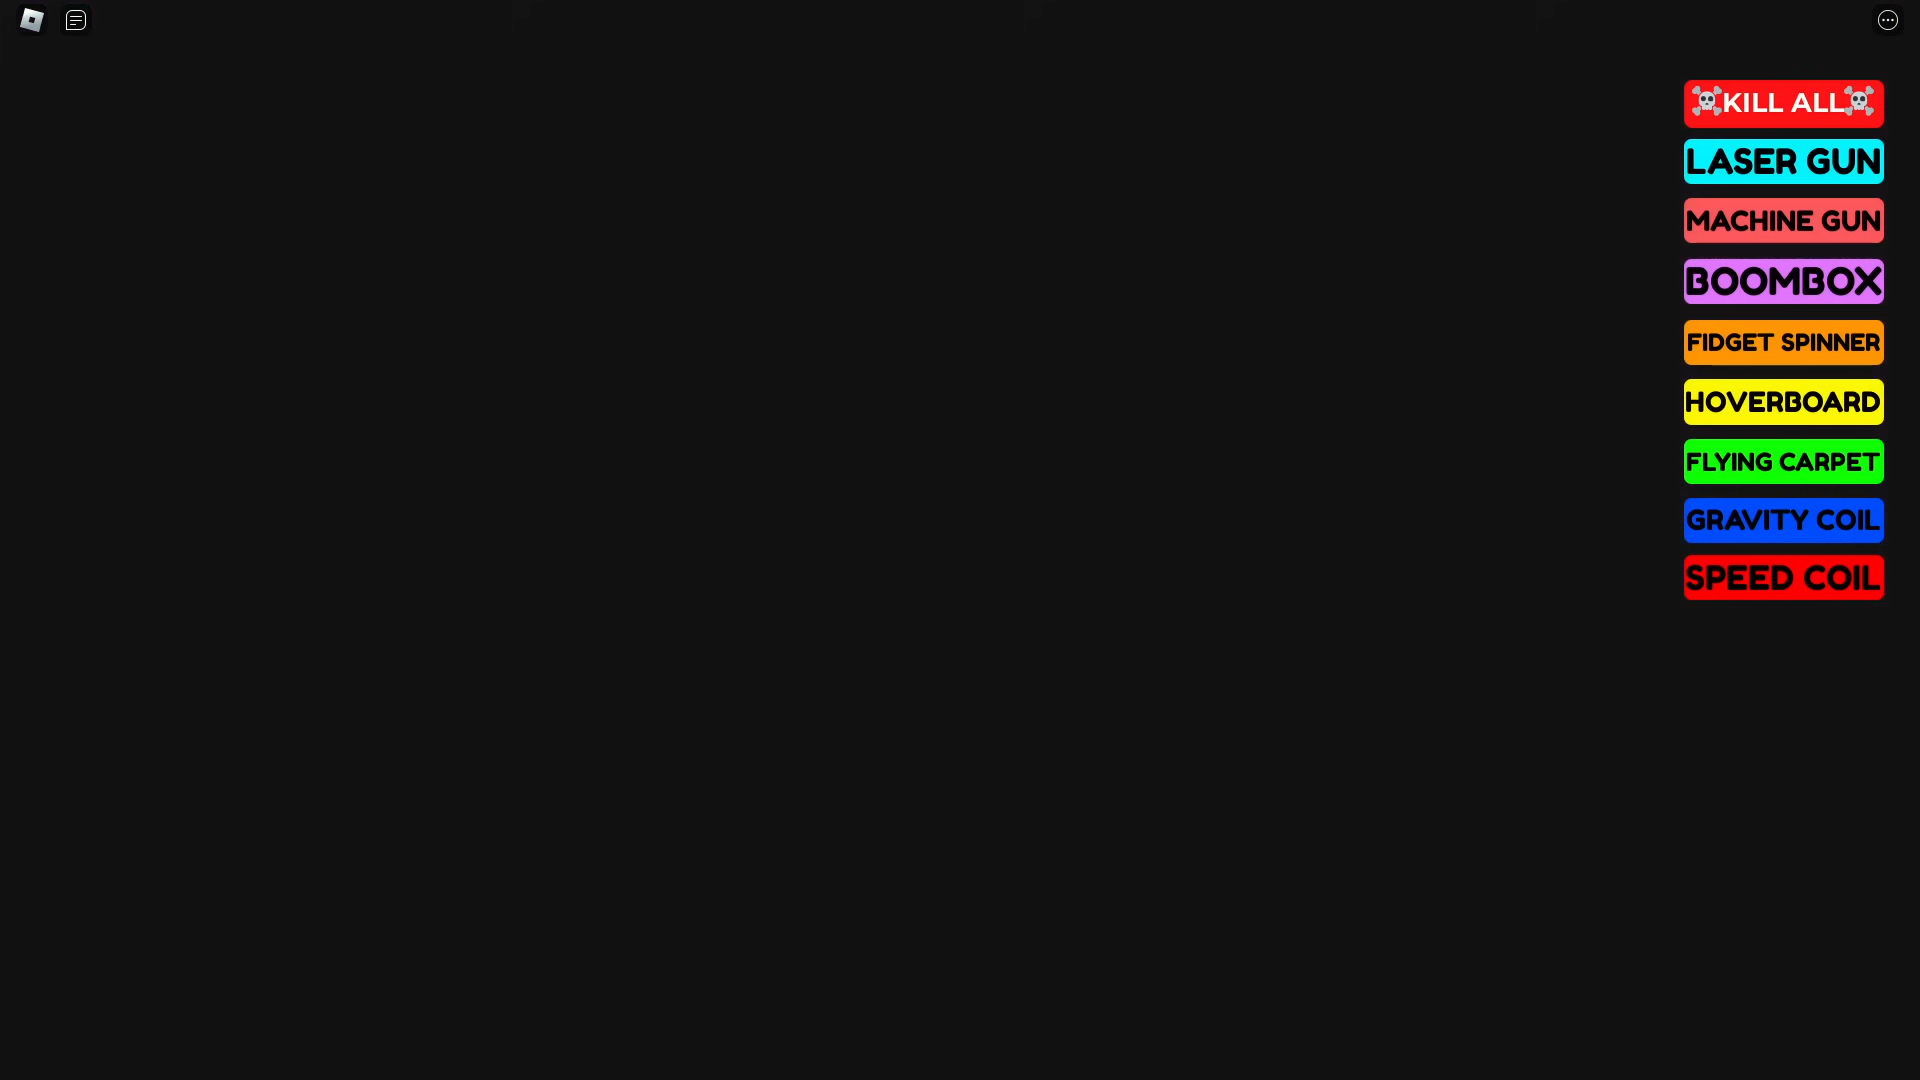 ☠️KILL ALL☠️
LASER GUN
MACHINE GUN
BOOMBOX
FIDGET SPINNER
HOVERBOARD
FLYING CARPET
GRAVITY COIL
SPEED COIL